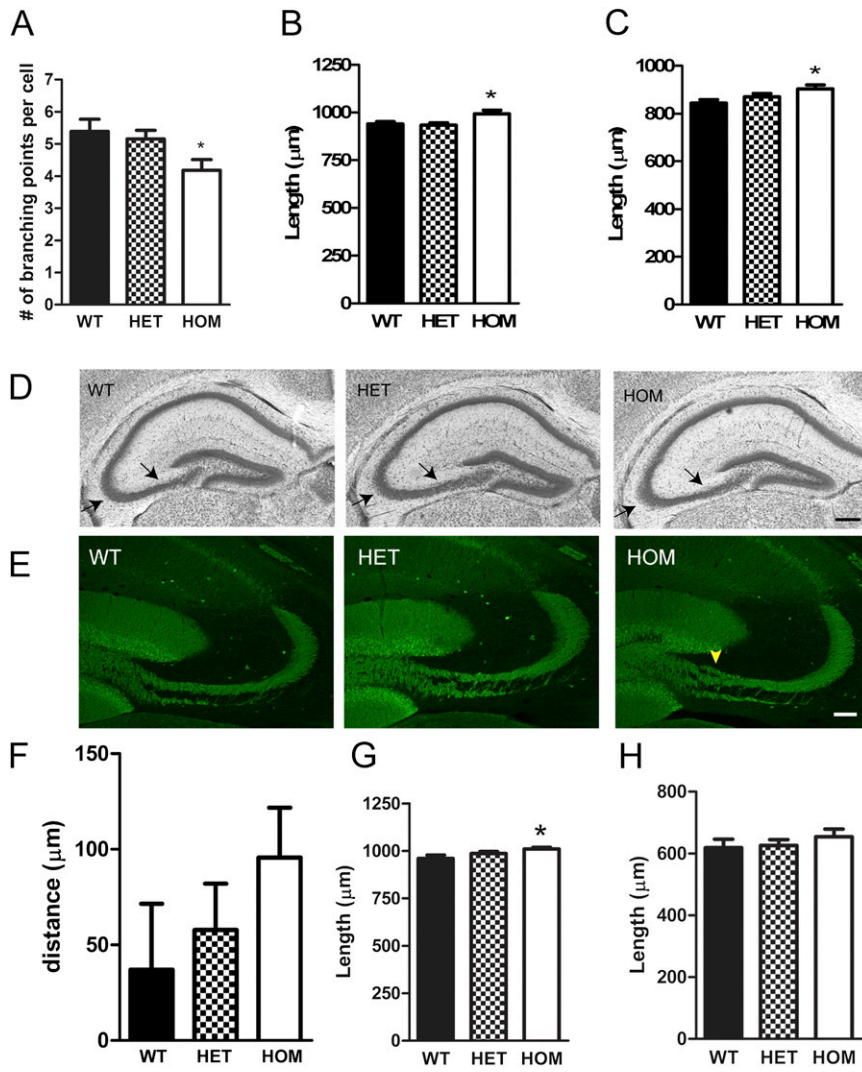 A
# of branching points per cell
7
6
5
4
3
2
1
0
*
WT HET HOM
B
Length (μm)
1250
1000
750
500
250
0
*
WT HET HOM
C
Length (μm)
1000
800
600
400
200
0
*
WT HET HOM
D
WT
HET
HOM
E
WT
HET
HOM
F
distance (μm)
150
100
50
0
WT HET HOM
G
Length (μm)
1250
1000
750
500
250
0
*
WT HET HOM
H
Length (μm)
800
600
400
200
0
WT HET HOM